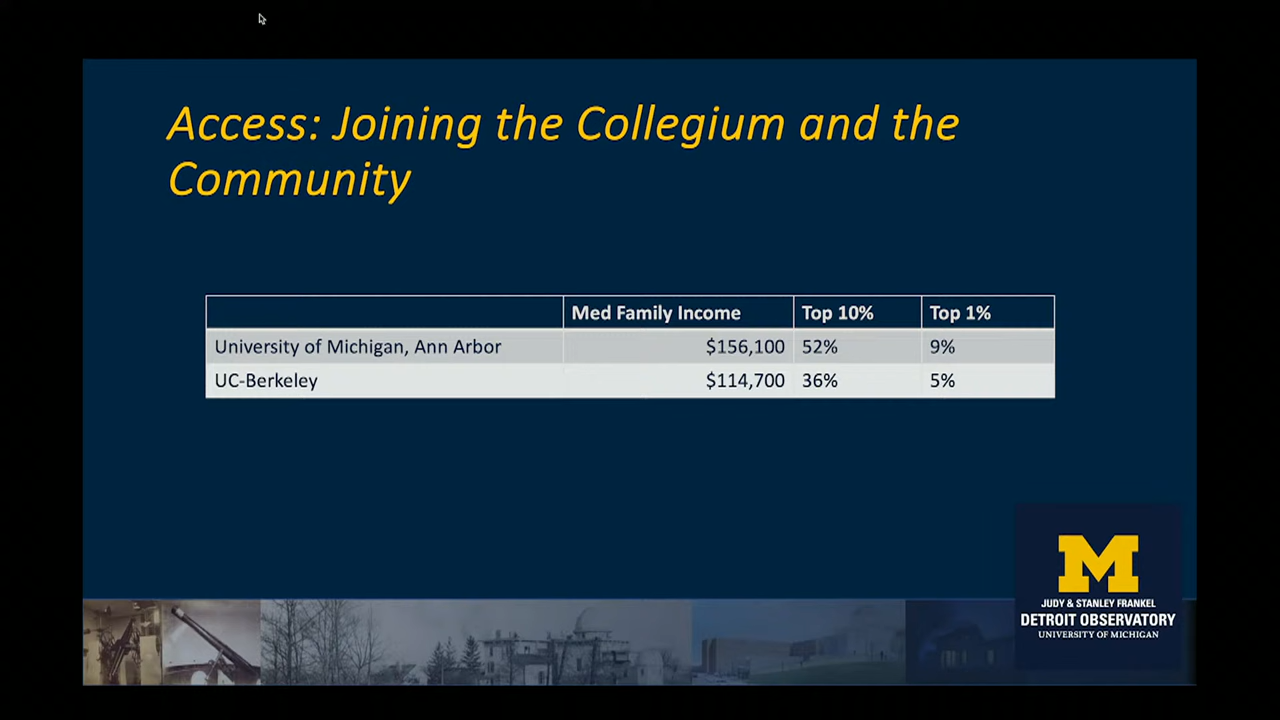 Access: Joining the Collegium and the
Community
Med Family Income Top 10% Top 1%
University of Michigan, Ann Arbor $156,100 52% 9%
UC-Berkeley $114,700 36% 5%
M
JUDY & STANLEY FRANKEL
DETROIT OBSERVATORY
UNIVERSITY OF MICHIGAN